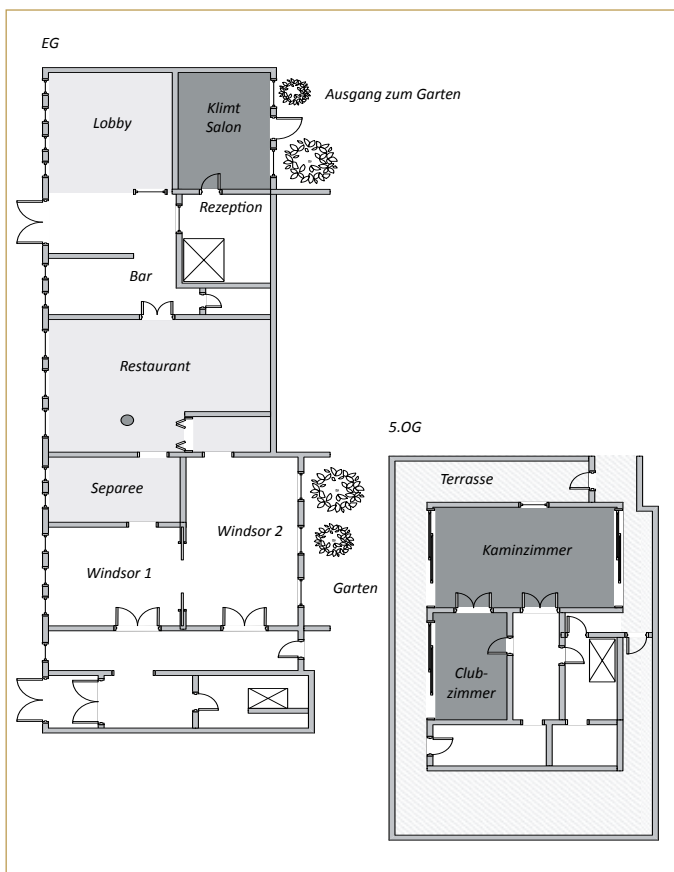 EG
Ausgang zum Garten
Klimt
Salon
Lobby
Rezeption
Bar
Restaurant
Separee
Windsor 2
Windsor 1
Garten
5.OG
Terrasse
Kaminzimmer
Club-
zimmer